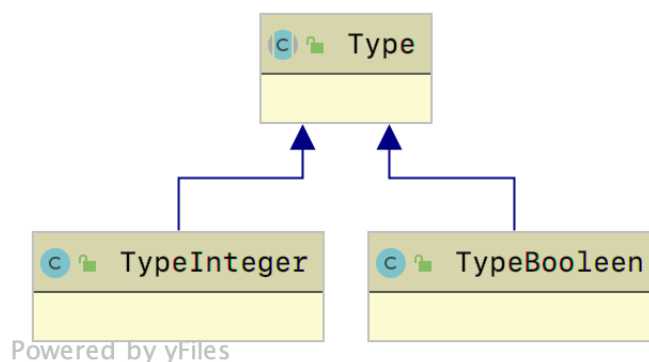 C Type
C TypeInteger
C TypeBooleen
Powered by yFiles